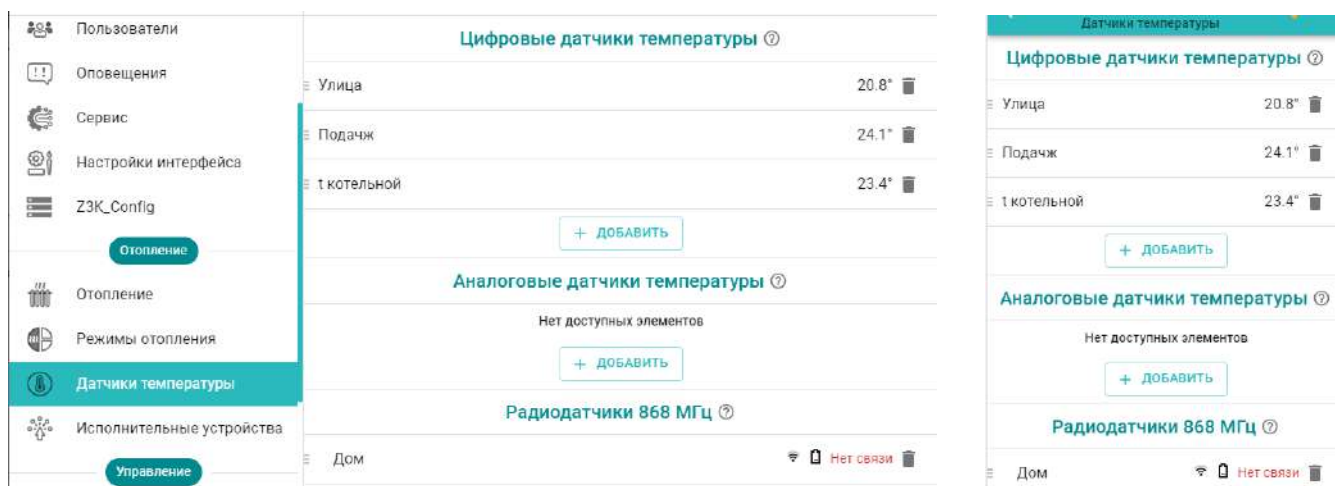 Пользователи
Оповещения
Сервис
Настройки интерфейса
Z3K_Config
Отопление
Отопление
Режимы отопления
Датчики температуры
Исполнительные устройства
Управление
Цифровые датчики температуры ?
Улица 20.8°
Подачж 24.1°
t котельной 23.4°
+ ДОБАВИТЬ
Аналоговые датчики температуры ?
Нет доступных элементов
+ ДОБАВИТЬ
Радиодатчики 868 МГц ?
Дом Нет связи
Датчики температуры
Цифровые датчики температуры ?
Улица 20.8°
Подачж 24.1°
t котельной 23.4°
+ ДОБАВИТЬ
Аналоговые датчики температуры ?
Нет доступных элементов
+ ДОБАВИТЬ
Радиодатчики 868 МГц ?
Дом Нет связи